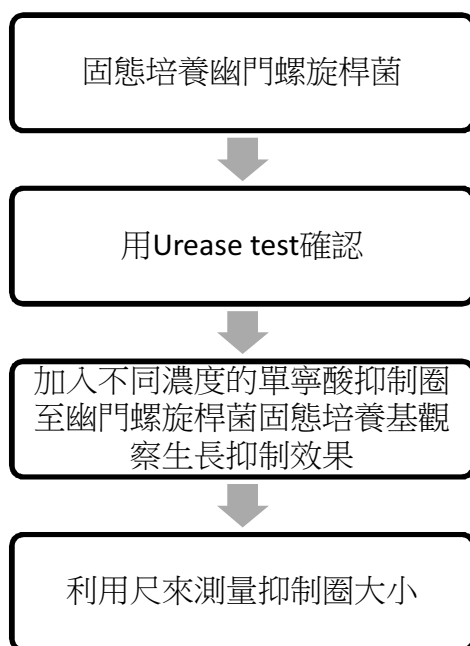 固態培養幽門螺旋桿菌
用Urease test確認
加入不同濃度的單寧酸抑制圈
至幽門螺旋桿菌固態培養基觀
察生長抑制效果
利用尺來測量抑制圈大小